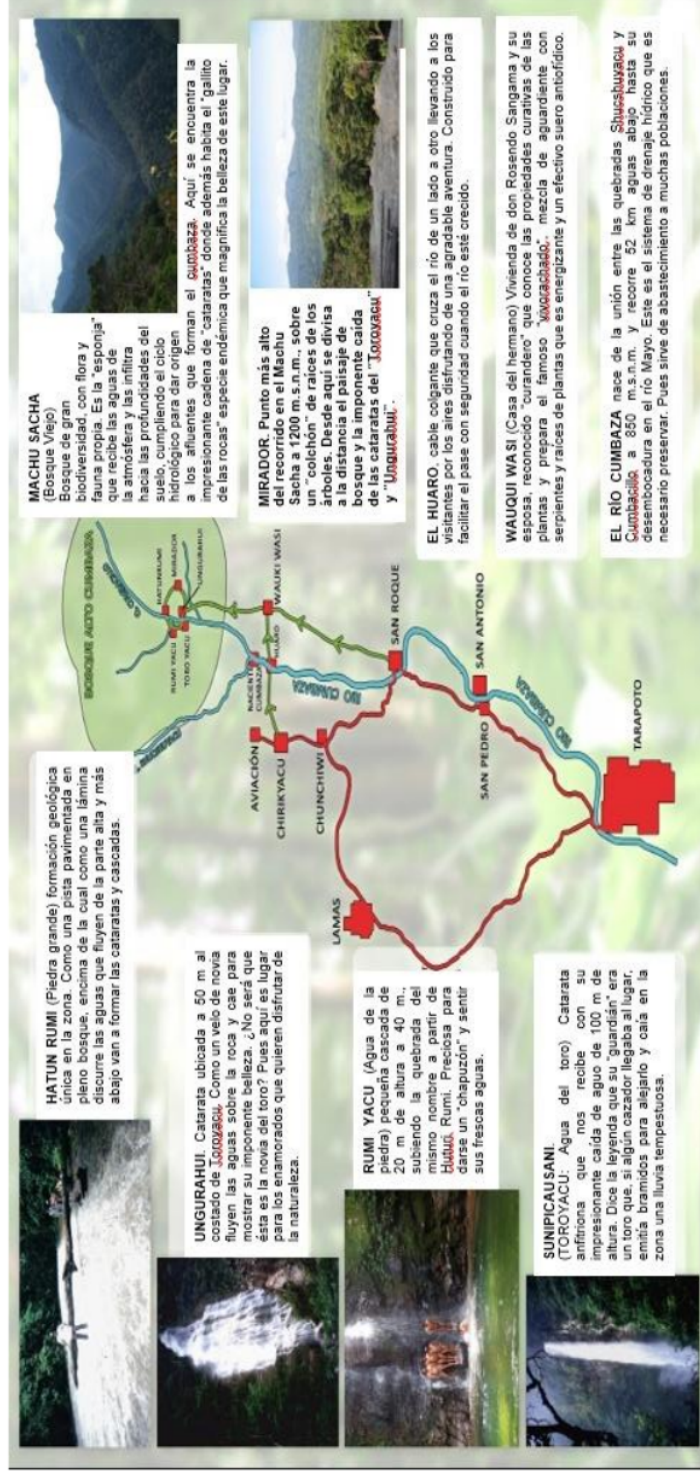 HATUN RUMI (Piedra grande) formación geológica
única en la zona. Como una pista pavimentada en
pleno bosque, encima de la cual como una lámina
discurre las aguas que fluyen de la parte alta y mas
abajo van a formar las cataratas y cascadas.
UNGURAHUI. Catarata ubicada a 50 m al
costado de Toroyacu. Como un velo de novia
fluyen las aguas sobre la roca y cae para
mostrar su imponente belleza. ¿No será que
ésta es la novia del toro? Pues aquí es lugar
para los enamorados que quieren disfrutar de
la naturaleza.
RUMI YACU (Agua de la
piedra) pequeña cascada de
20 m de altura a 40 m.,
subiendo la quebrada del
mismo nombre a partir de
Huturi Rumi. Preciosa para
darse un "chapuzón" y sentir
sus frescas aguas.
SUNIPICAUSANI.
(TOROYACU: Agua del toro) Catarata
anfitriona que nos recibe con su
impresionante caída de aguo de 100 m de
altura. Dice la leyenda que su "guardián" era
un toro que, si algún cazador llegaba al lugar,
emitía bramidos para alejarlo y caía en la
zona una lluvia tempestuosa.
BOSQUE ALTO CUMBAZA
HATUNRUMI
MIRADOR
UNGURAHUI
RUMI YACU
TORO YACU
NACIENTE
CUMBAZA
HUARO
WAUKI WASI
AVIACIÓN
CHIRIKYACU
CHUNCHIWI
RIO CUMBAZA
SAN ROQUE
LAMAS
SAN ANTONIO
SAN PEDRO
RIO CUMBAZA
TARAPOTO
MACHU SACHA
(Bosque Viejo)
Bosque de gran
biodiversidad, con flora y
fauna propia. Es la "esponja"
que recibe las aguas de
la atmósfera y las infiltra
hacia las profundidades del
suelo, cumpliendo el ciclo
hidrológico para dar origen
a los afluentes que forman el cumbaza. Aquí se encuentra la
impresionante cadena de "cataratas" donde además habita el "gallito
de las rocas" especie endémica que magnifica la belleza de este lugar.
MIRADOR. Punto más alto
del recorrido en el Machu
Sacha a 1200 m.s.n.m., sobre
un "colchón" de raíces de los
árboles. Desde aquí se divisa
a la distancia el paisaje de
bosque y la imponente caída
de las cataratas del "Toroyacu"
y "Ungurahui".
EL HUARO, cable colgante que cruza el río de un lado a otro llevando a los
visitantes por los aires disfrutando de una agradable aventura. Construido para
facilitar el pase con seguridad cuando el río esté crecido.
WAUQUI WASI (Casa del hermano) Vivienda de don Rosendo Sangama y su
esposa, reconocido "curandero" que conoce las propiedades curativas de las
plantas y prepara el famoso "vivorachado", mezcla de aguardiente con
serpientes y raíces de plantas que es energizante y un efectivo suero antiofídico.
EL RÍO CUMBAZA nace de la unión entre las quebradas Shucshuyacu y
Cumbacillo, a 850 m.s.n.m. y recorre 52 km aguas abajo hasta su
desembocadura en el río Mayo. Este es el sistema de drenaje hídrico que es
necesario preservar. Pues sirve de abastecimiento a muchas poblaciones.